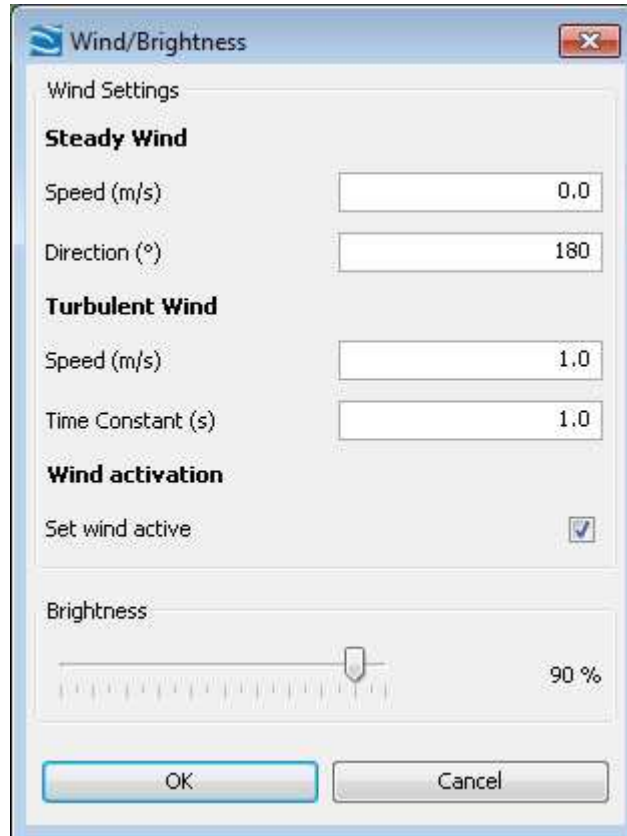 Wind/Brightness
Wind Settings
Steady Wind
Speed (m/s) 0.0
Direction (°) 180
Turbulent Wind
Speed (m/s) 1.0
Time Constant (s) 1.0
Wind activation
Set wind active
Brightness
90 %
OK Cancel